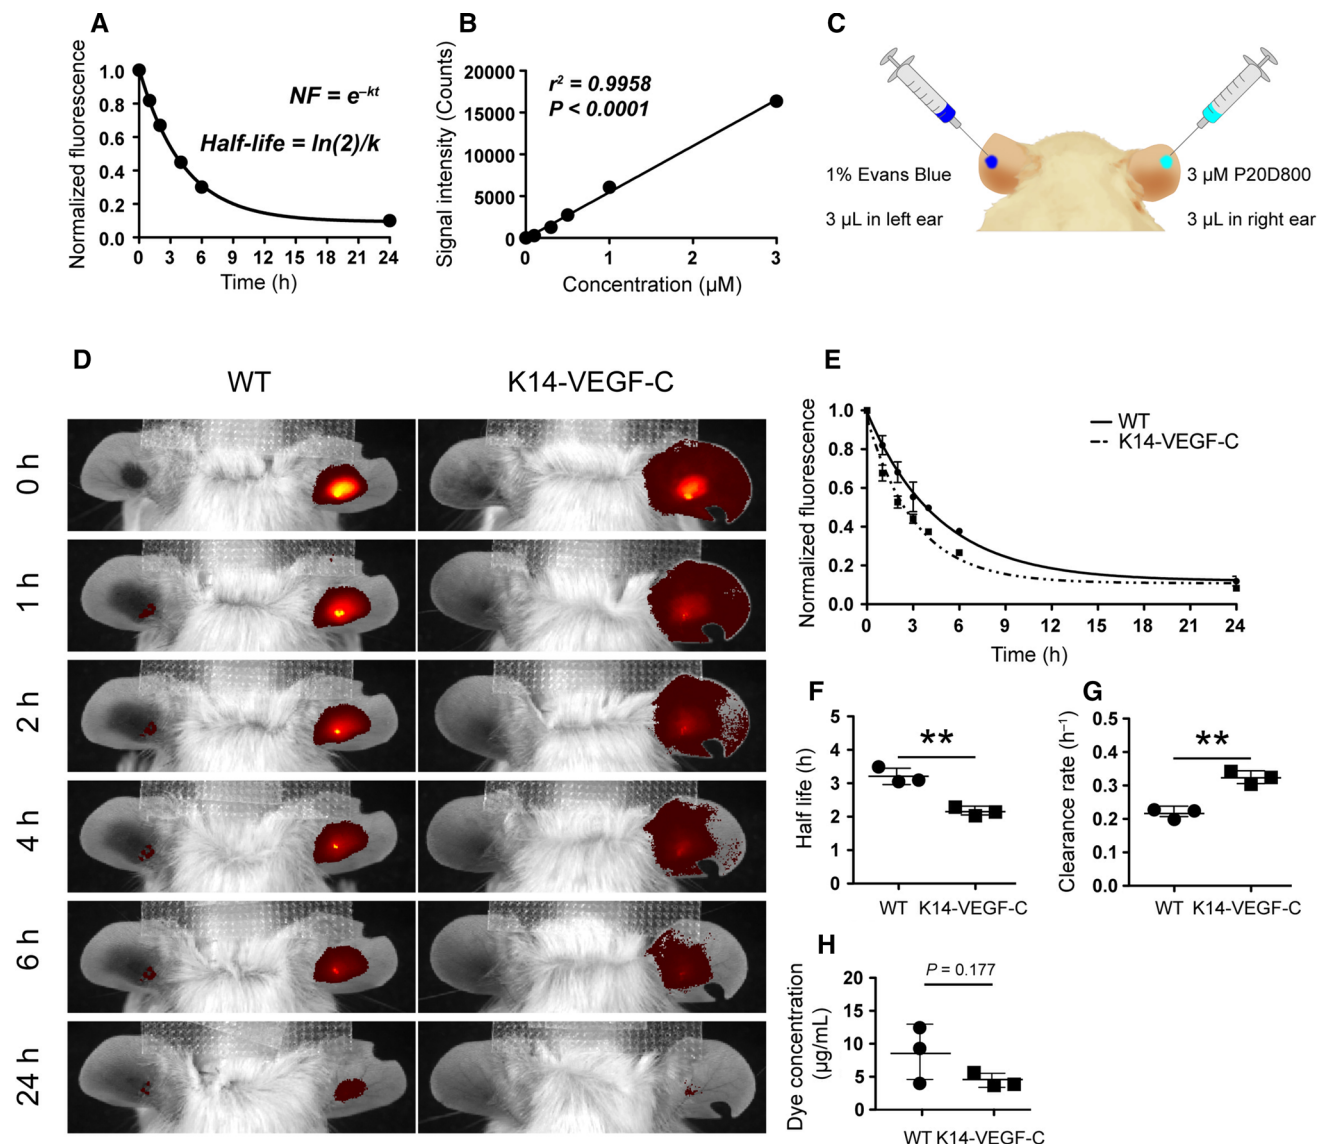 A
Normalized fluorescence
1.0
0.8
0.6
0.4
0.2
0.0
0 3 6 9 12 15 18 21 24
Time (h)
NF = e⁻ᵏᵗ
Half-life = ln(2)/k
B
Signal intensity (Counts)
20000
15000
10000
5000
0
0 1 2 3
Concentration (µM)
r² = 0.9958
P < 0.0001
C
1% Evans Blue
3 µL in left ear
3 µM P20D800
3 µL in right ear
D
WT K14-VEGF-C
0 h
1 h
2 h
4 h
6 h
24 h
E
Normalized fluorescence
1.0
0.8
0.6
0.4
0.2
0.0
0 3 6 9 12 15 18 21 24
Time (h)
WT
K14-VEGF-C
F
Half life (h)
5
4
3
2
1
0
**
WT K14-VEGF-C
G
Clearance rate (h⁻¹)
0.5
0.4
0.3
0.2
0.1
0.0
**
WT K14-VEGF-C
H
Dye concentration
(µg/mL)
20
15
10
5
0
P = 0.177
WT K14-VEGF-C